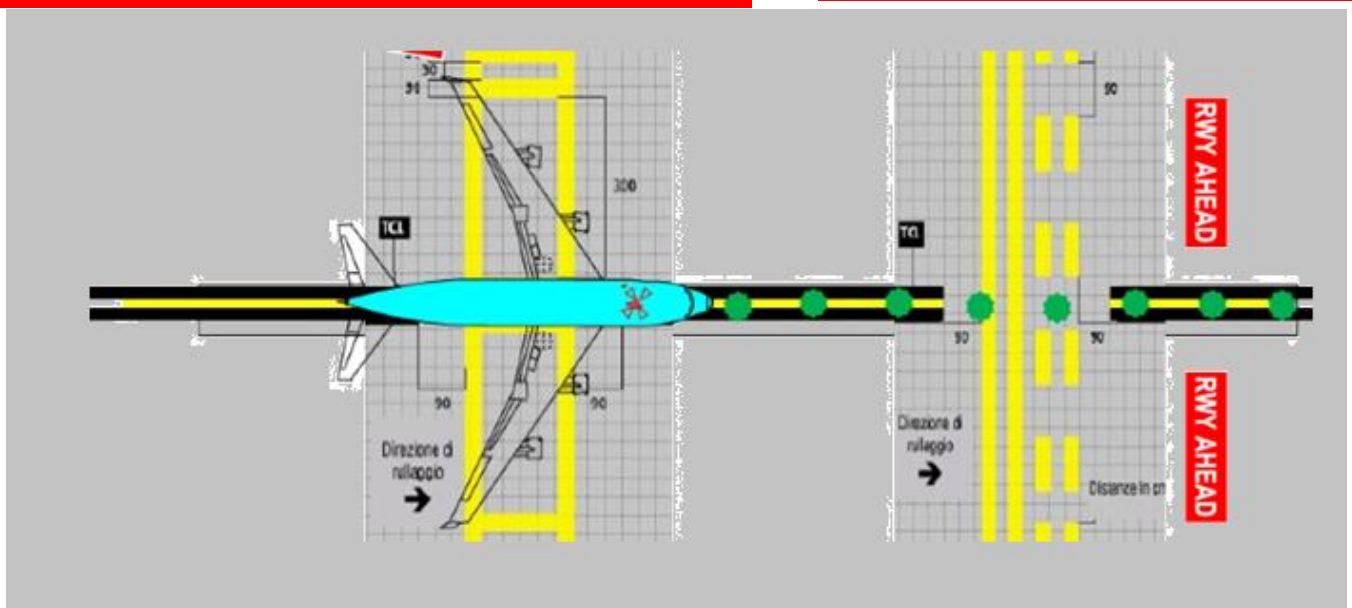 90
90
90
300
TCL
RWY AHEAD
90
90
Direzione di
rullaggio
TCL
RWY AHEAD
90
90
Direzione di
rullaggio
Distanze in cm